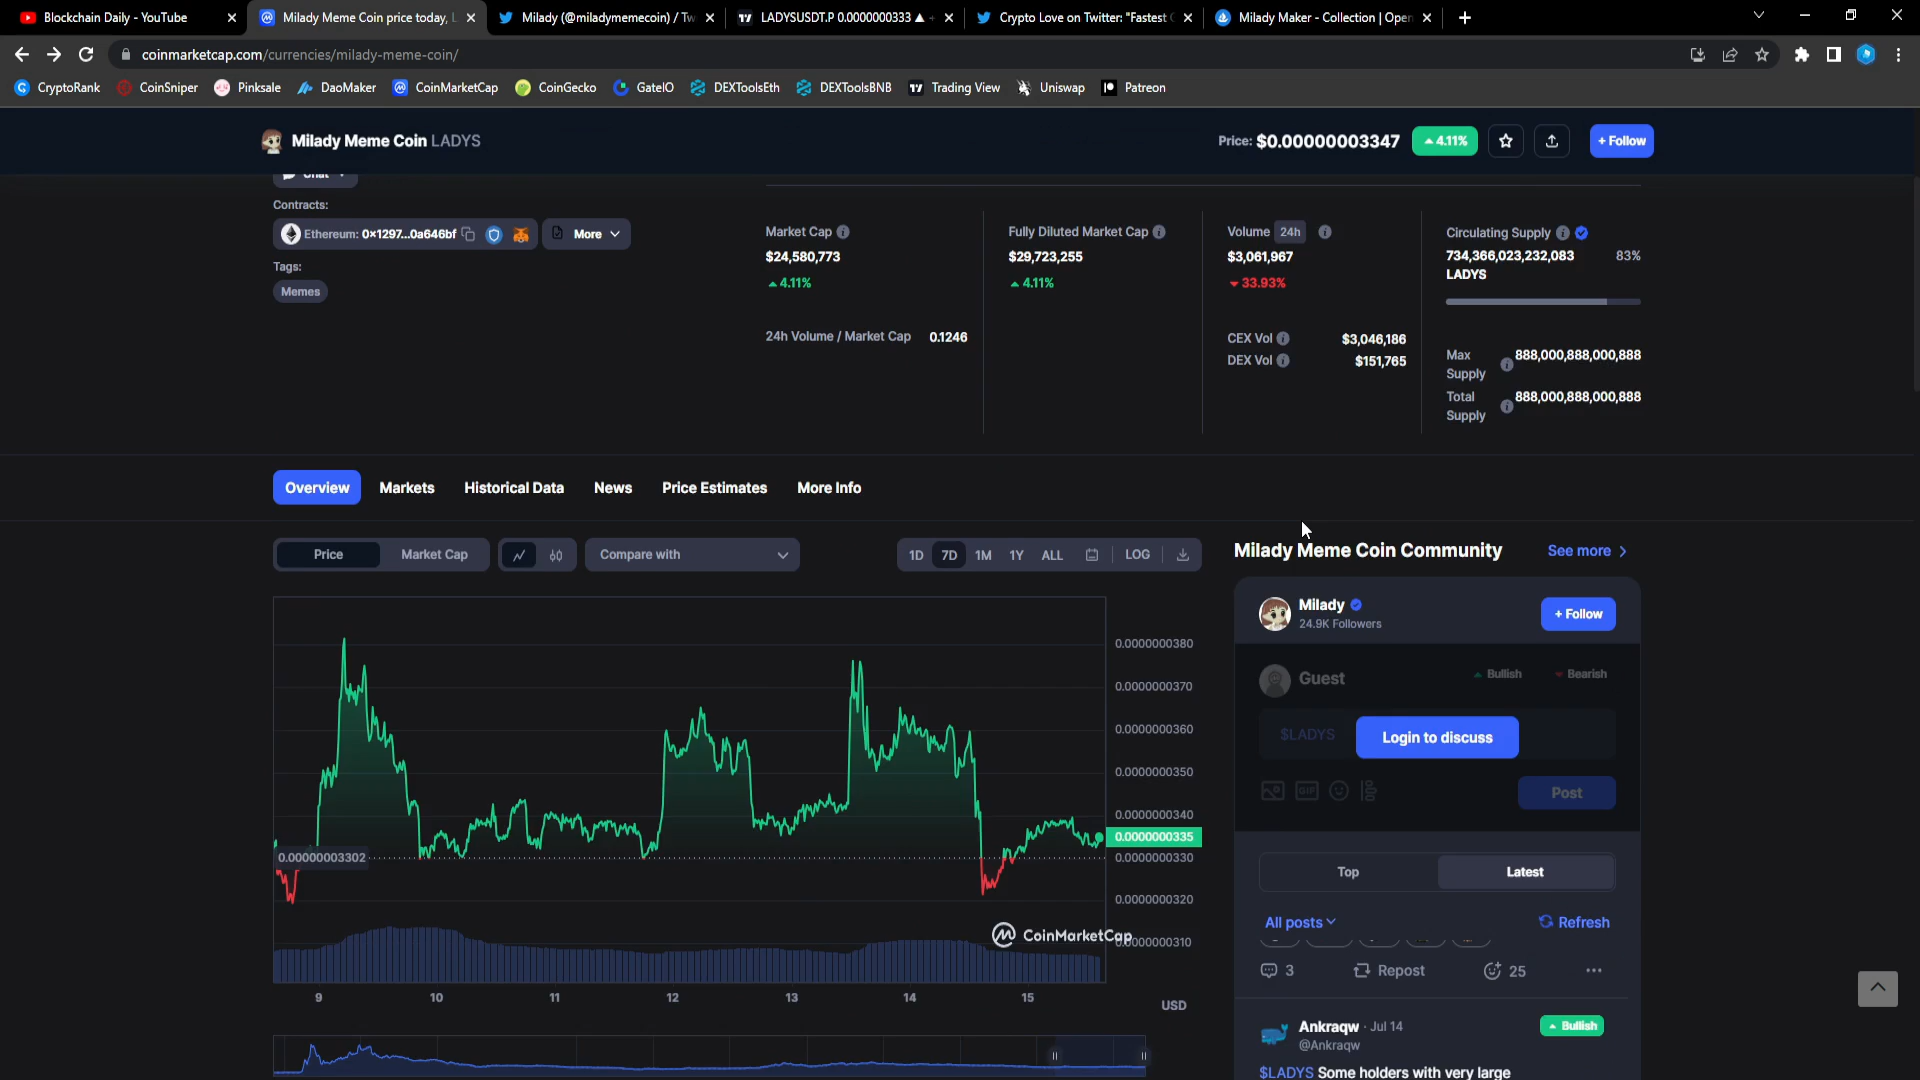 Blockchain Daily - YouTube
Milady Meme Coin price today, L
Milady (@miladymemecoin) / Tw
LADYSUSDT.P 0.0000000333 ▲ +
Crypto Love on Twitter: "Fastest G
Milady Maker - Collection | Open
coinmarketcap.com/currencies/milady-meme-coin/
CryptoRank
CoinSniper
Pinksale
DaoMaker
CoinMarketCap
CoinGecko
GateIO
DEXToolsEth
DEXToolsBNB
Trading View
Uniswap
Patreon
Milady Meme Coin LADYS
Price: $0.00000003347
4.11%
+ Follow
Chat
Contracts:
Ethereum: 0x1297...0a646bf
More
Tags:
Memes
Market Cap
$24,580,773
4.11%
24h Volume / Market Cap 0.1246
Fully Diluted Market Cap
$29,723,255
4.11%
Volume 24h
$3,061,967
33.93%
CEX Vol $3,046,186
DEX Vol $151,765
Circulating Supply
734,366,023,232,083 83%
LADYS
Max Supply 888,000,888,000,888
Total Supply 888,000,888,000,888
Overview
Markets
Historical Data
News
Price Estimates
More Info
Price
Market Cap
Compare with
1D
7D
1M
1Y
ALL
LOG
0.0000000380
0.0000000370
0.0000000360
0.0000000350
0.0000000340
0.0000000335
0.0000000330
0.0000000320
0.0000000310
0.00000003302
CoinMarketCap
9
10
11
12
13
14
15
USD
Milady Meme Coin Community
See more
Milady
24.9K Followers
+ Follow
Guest
Bullish
Bearish
$LADYS
Login to discuss
GIF
Post
Top
Latest
All posts
Refresh
3
Repost
25
Ankraqw · Jul 14
@Ankraqw
Bullish
$LADYS Some holders with very large